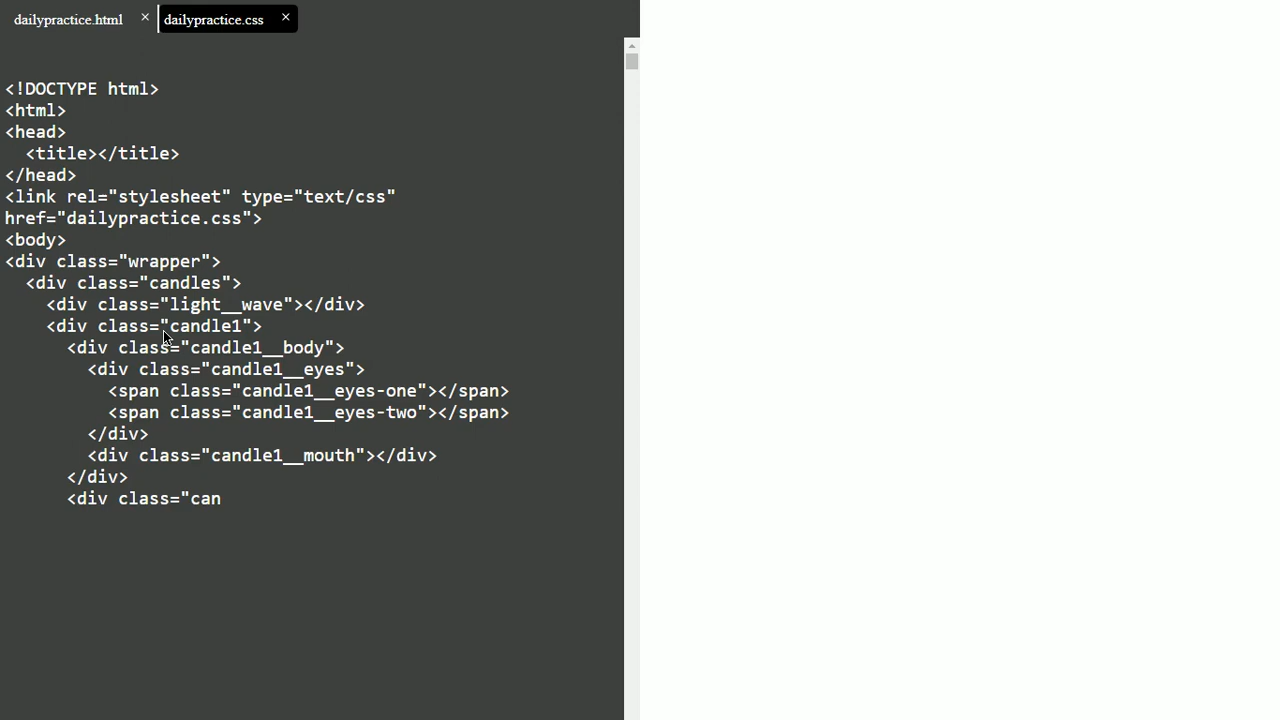 dailypractice.html × dailypractice.css ×
<!DOCTYPE html>
<html>
<head>
  <title></title>
</head>
<link rel="stylesheet" type="text/css"
href="dailypractice.css">
<body>
<div class="wrapper">
  <div class="candles">
    <div class="light__wave"></div>
    <div class="candle1">
      <div class="candle1__body">
        <div class="candle1__eyes">
          <span class="candle1__eyes-one"></span>
          <span class="candle1__eyes-two"></span>
        </div>
        <div class="candle1__mouth"></div>
      </div>
      <div class="can